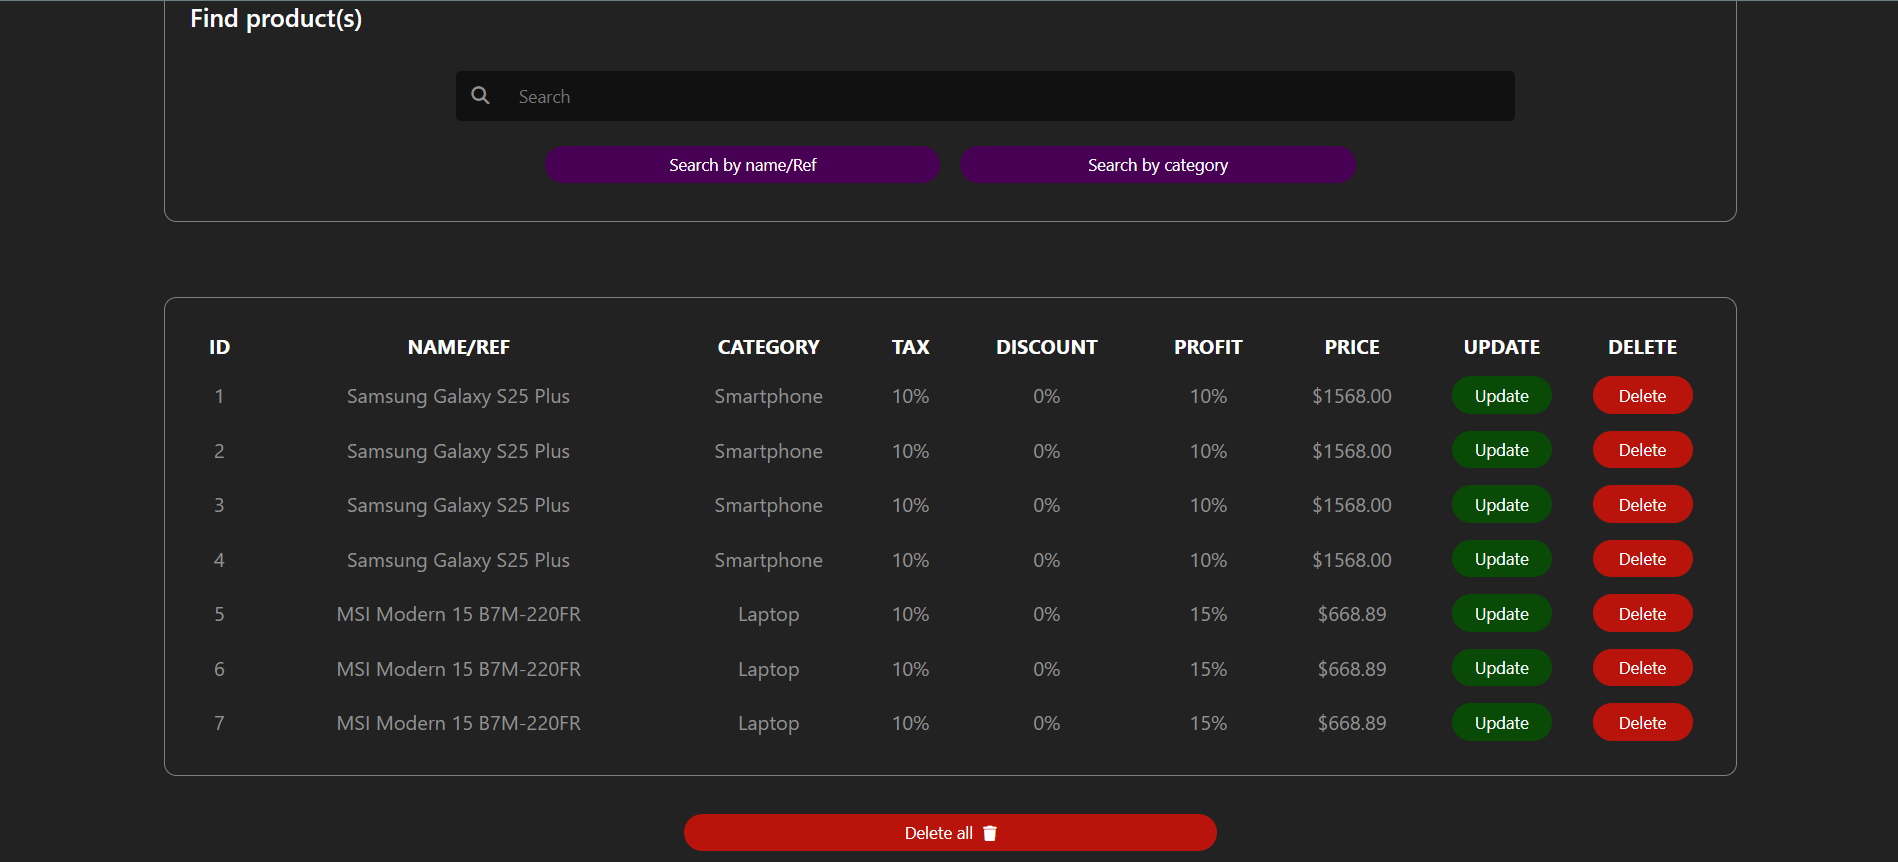 Find product(s)
Search
Search by name/Ref Search by category
ID NAME/REF CATEGORY TAX DISCOUNT PROFIT PRICE UPDATE DELETE
1 Samsung Galaxy S25 Plus Smartphone 10% 0% 10% $1568.00 Update Delete
2 Samsung Galaxy S25 Plus Smartphone 10% 0% 10% $1568.00 Update Delete
3 Samsung Galaxy S25 Plus Smartphone 10% 0% 10% $1568.00 Update Delete
4 Samsung Galaxy S25 Plus Smartphone 10% 0% 10% $1568.00 Update Delete
5 MSI Modern 15 B7M-220FR Laptop 10% 0% 15% $668.89 Update Delete
6 MSI Modern 15 B7M-220FR Laptop 10% 0% 15% $668.89 Update Delete
7 MSI Modern 15 B7M-220FR Laptop 10% 0% 15% $668.89 Update Delete
Delete all